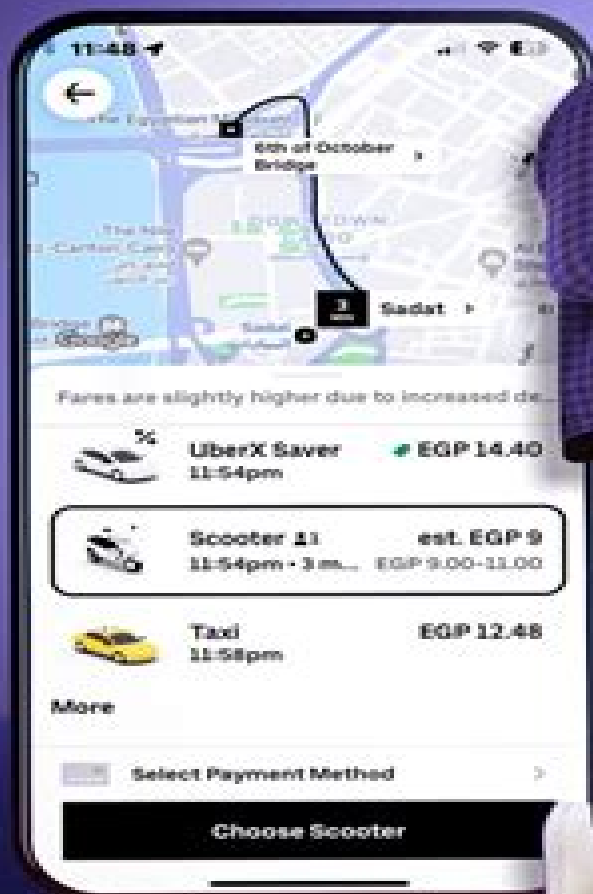 11:48
6th of October
Bridge
3
Sadat
Fares are slightly higher due to increased de...
UberX Saver
EGP 14.40
11:54pm
Scooter 1
est. EGP 9
11:54pm • 3 m...
EGP 9.00-11.00
Taxi
EGP 12.48
11:58pm
More
Select Payment Method
Choose Scooter